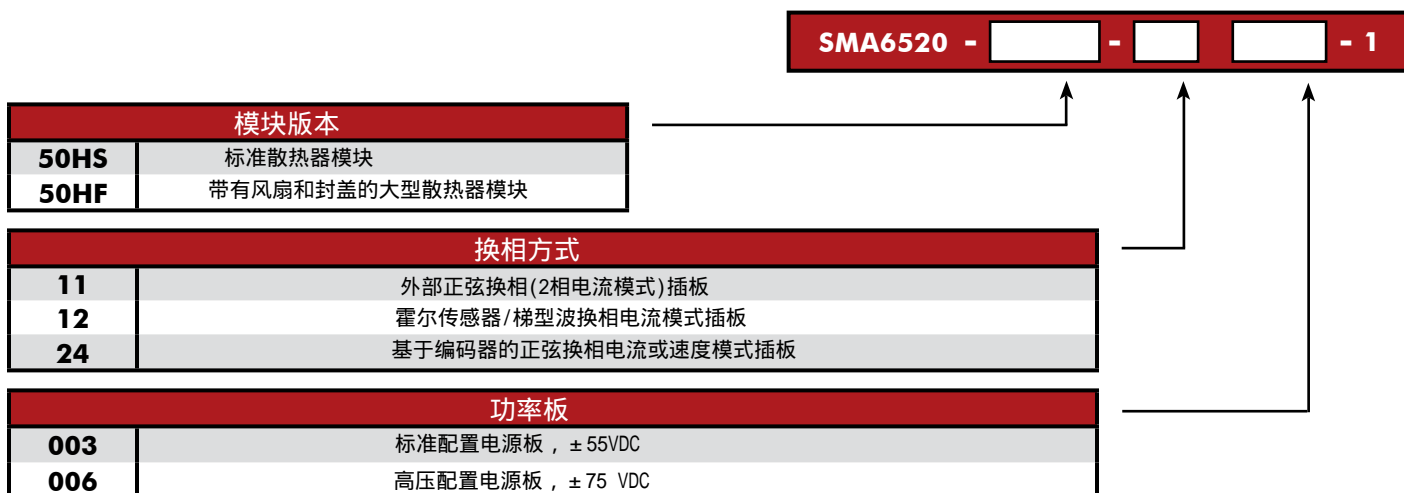 SMA6520 - - - 1
模块版本
50HS 标准散热器模块
50HF 带有风扇和封盖的大型散热器模块
换相方式
11 外部正弦换相(2相电流模式)插板
12 霍尔传感器/梯型波换相电流模式插板
24 基于编码器的正弦换相电流或速度模式插板
功率板
003 标准配置电源板，±55VDC
006 高压配置电源板，±75 VDC